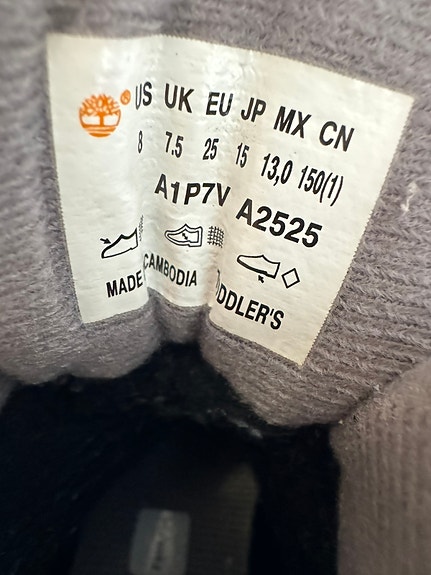 ® US UK EU JP MX CN
8 7.5 25 15 13,0 150(1)
A1P7V A2525
MADE CAMBODIA ODDLER'S